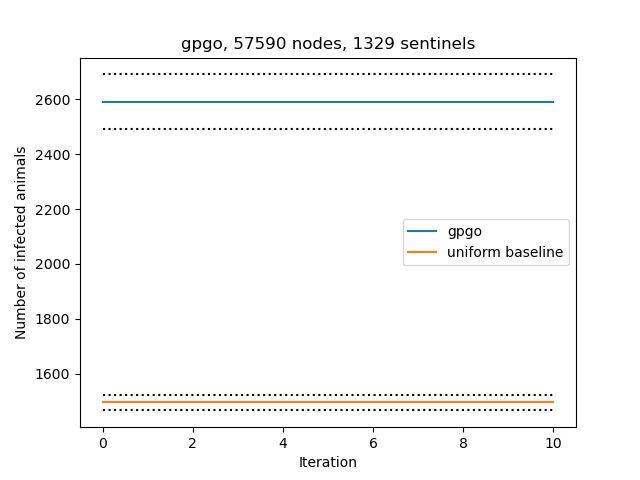 gpgo, 57590 nodes, 1329 sentinels
Number of infected animals
2600
2400
2200
2000
1800
1600
gpgo
uniform baseline
0 2 4 6 8 10
Iteration